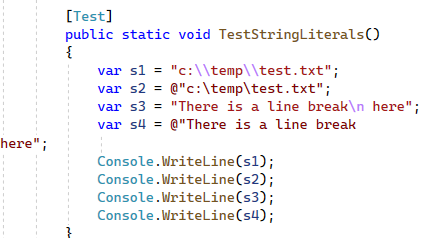 [Test]
public static void TestStringLiterals()
{
var s1 = "c:\\temp\\test.txt";
var s2 = @"c:\temp\test.txt";
var s3 = "There is a line break\n here";
var s4 = @"There is a line break
here";
Console.WriteLine(s1);
Console.WriteLine(s2);
Console.WriteLine(s3);
Console.WriteLine(s4);
}